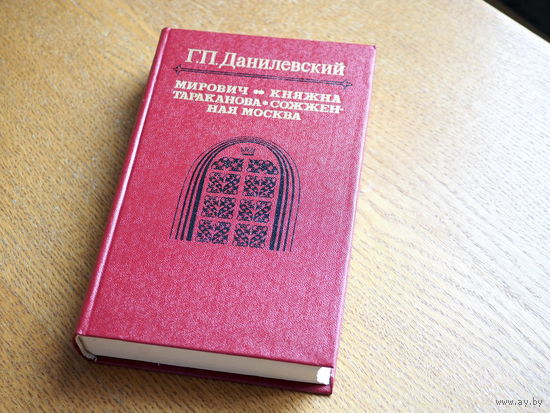 Г.П.Данилевский
МИРОВИЧ ∞ КНЯЖНА
ТАРАКАНОВА • СОЖЖЕН-
НАЯ МОСКВА
www.ay.by